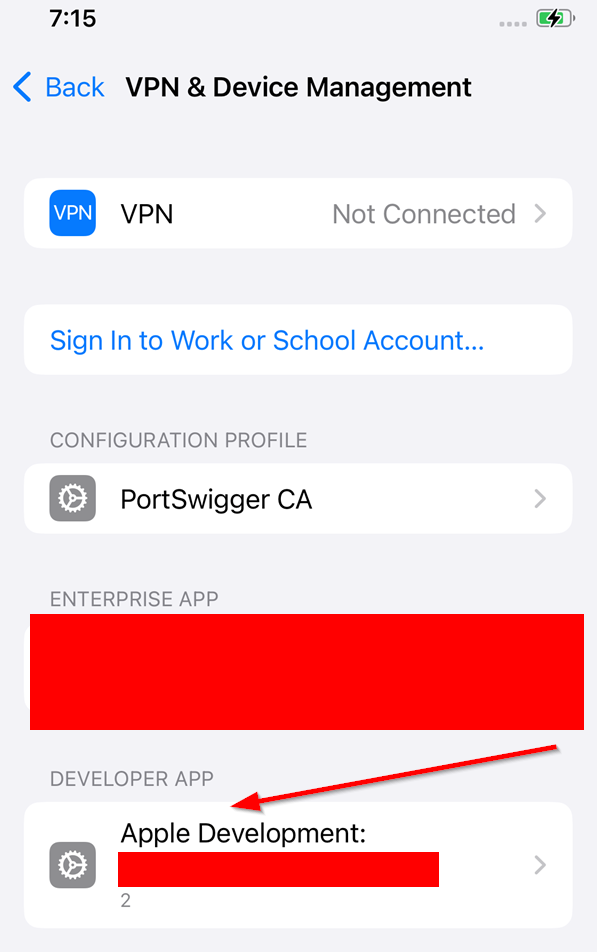 7:15
Back VPN & Device Management
VPN VPN Not Connected
Sign In to Work or School Account...
CONFIGURATION PROFILE
PortSwigger CA
ENTERPRISE APP
DEVELOPER APP
Apple Development:
2